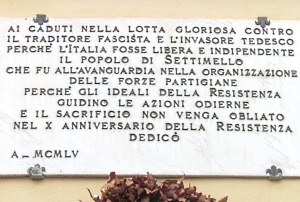 AI CADUTI NELLA LOTTA GLORIOSA CONTRO
IL TRADITORE FASCISTA E L'INVASORE TEDESCO
PERCHÉ L'ITALIA FOSSE LIBERA E INDIPENDENTE
IL POPOLO DI SETTIMELLO
CHE FU ALL'AVANGUARDIA NELLA ORGANIZZAZIONE
DELLE FORZE PARTIGIANE
PERCHÉ GLI IDEALI DELLA RESISTENZA
GUIDINO LE AZIONI ODIERNE
E IL SACRIFICIO NON VENGA OBLIATO
NEL X ANNIVERSARIO DELLA RESISTENZA
DEDICÒ
A-MCMLV